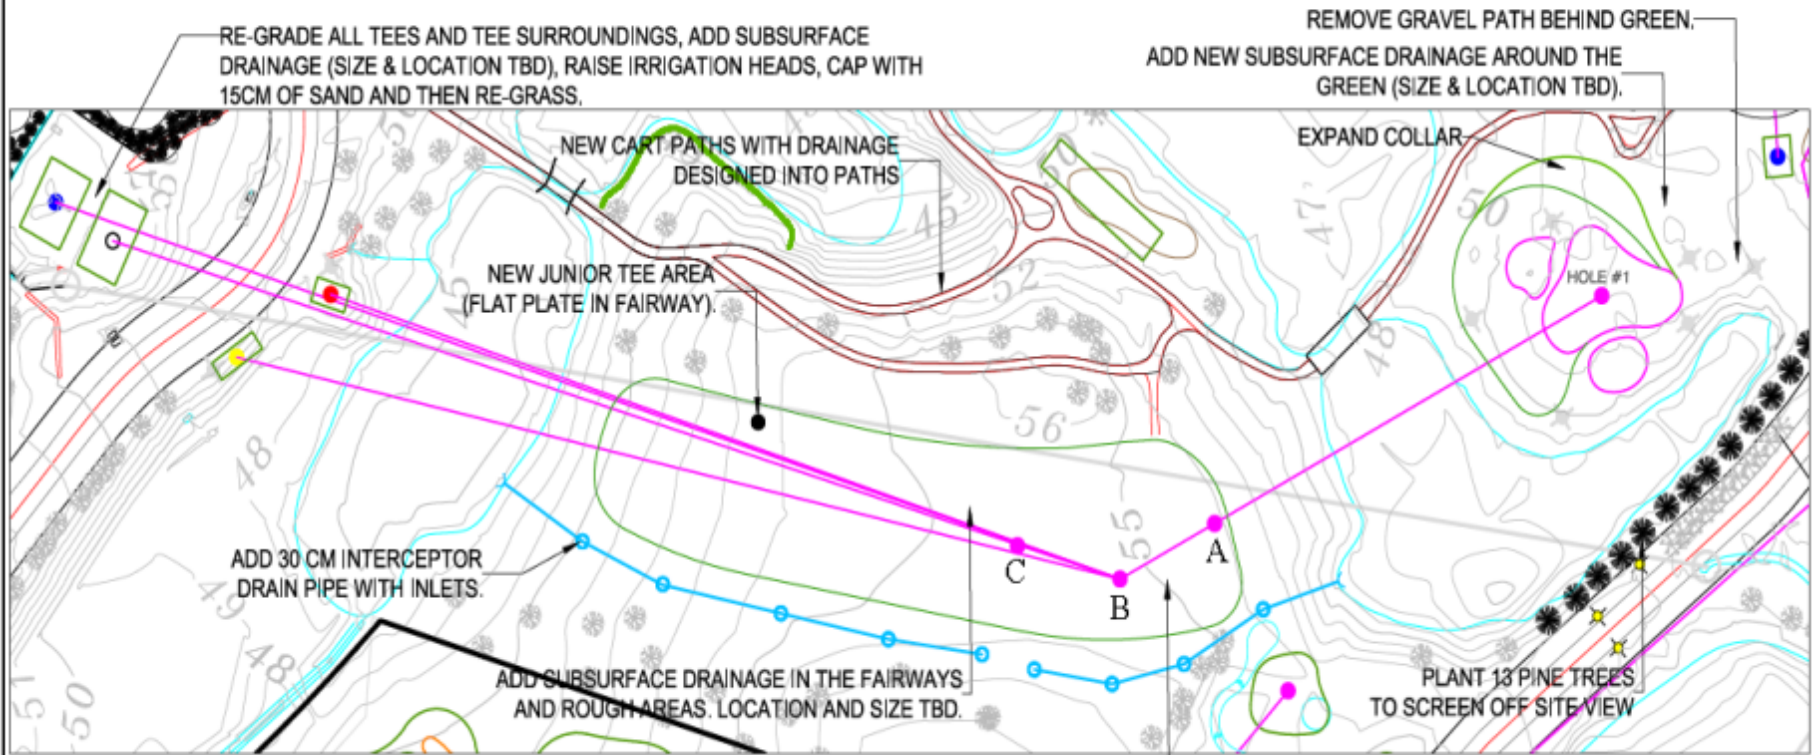 RE-GRADE ALL TEES AND TEE SURROUNDINGS, ADD SUBSURFACE
DRAINAGE (SIZE & LOCATION TBD), RAISE IRRIGATION HEADS, CAP WITH
15CM OF SAND AND THEN RE-GRASS.
REMOVE GRAVEL PATH BEHIND GREEN.
ADD NEW SUBSURFACE DRAINAGE AROUND THE
GREEN (SIZE & LOCATION TBD).
EXPAND COLLAR
NEW CART PATHS WITH DRAINAGE
DESIGNED INTO PATHS
45
47
50
HOLE #1
NEW JUNIOR TEE AREA
(FLAT PLATE IN FAIRWAY).
45
52
48
56
48
55
A
C
B
ADD 30 CM INTERCEPTOR
DRAIN PIPE WITH INLETS.
49
48
50
51
ADD SUBSURFACE DRAINAGE IN THE FAIRWAYS
AND ROUGH AREAS. LOCATION AND SIZE TBD.
PLANT 13 PINE TREES
TO SCREEN OFF SITE VIEW